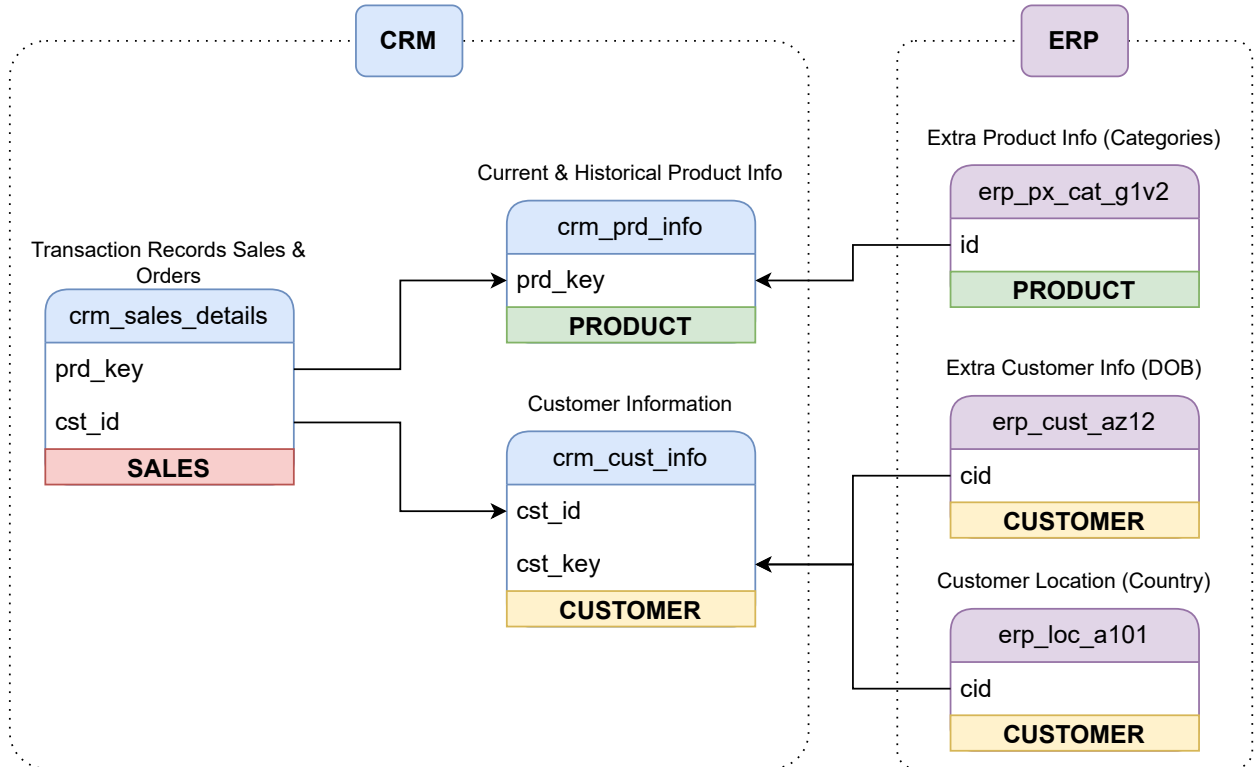 CRM
ERP
Transaction Records Sales &
Orders
crm_sales_details
prd_key
cst_id
SALES
Current & Historical Product Info
crm_prd_info
prd_key
PRODUCT
Customer Information
crm_cust_info
cst_id
cst_key
CUSTOMER
Extra Product Info (Categories)
erp_px_cat_g1v2
id
PRODUCT
Extra Customer Info (DOB)
erp_cust_az12
cid
CUSTOMER
Customer Location (Country)
erp_loc_a101
cid
CUSTOMER